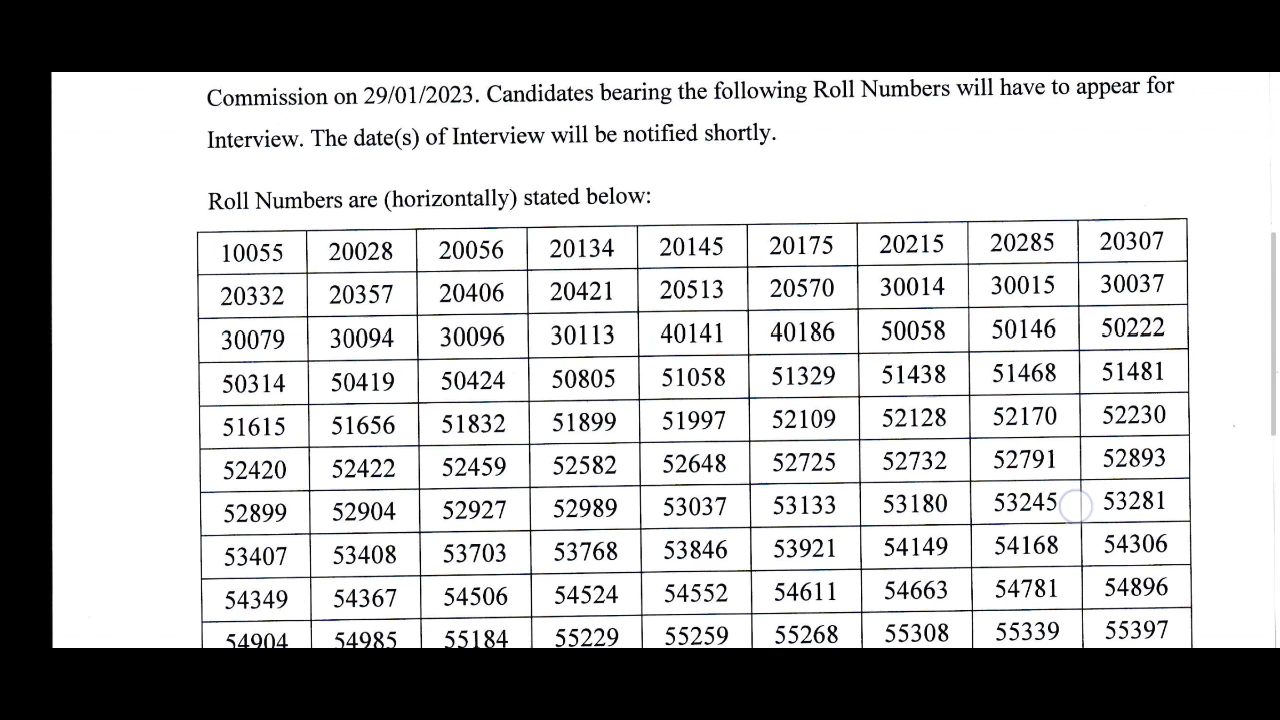 Commission on 29/01/2023. Candidates bearing the following Roll Numbers will have to appear for
Interview. The date(s) of Interview will be notified shortly.
Roll Numbers are (horizontally) stated below:
10055 20028 20056 20134 20145 20175 20215 20285 20307
20332 20357 20406 20421 20513 20570 30014 30015 30037
30079 30094 30096 30113 40141 40186 50058 50146 50222
50314 50419 50424 50805 51058 51329 51438 51468 51481
51615 51656 51832 51899 51997 52109 52128 52170 52230
52420 52422 52459 52582 52648 52725 52732 52791 52893
52899 52904 52927 52989 53037 53133 53180 53245 53281
53407 53408 53703 53768 53846 53921 54149 54168 54306
54349 54367 54506 54524 54552 54611 54663 54781 54896
54904 54985 55184 55229 55259 55268 55308 55339 55397